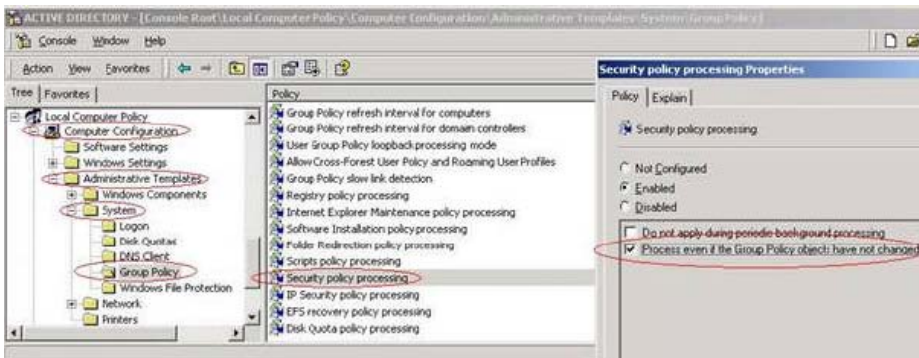 ACTIVE DIRECTORY - [Console Root\Local Computer Policy\Computer Configuration\Administrative Templates\System\Group Policy]
Console Window Help
Action View Favorites
Tree Favorites
Local Computer Policy
Computer Configuration
Software Settings
Windows Settings
Administrative Templates
Windows Components
System
Logon
Disk Quotas
DNS Client
Group Policy
Windows File Protection
Network
Printers
Policy
Group Policy refresh interval for computers
Group Policy refresh interval for domain controllers
User Group Policy loopback processing mode
Allow Cross-Forest User Policy and Roaming User Profiles
Group Policy slow link detection
Registry policy processing
Internet Explorer Maintenance policy processing
Software Installation policy processing
Folder Redirection policy processing
Scripts policy processing
Security policy processing
IP Security policy processing
EFS recovery policy processing
Disk Quota policy processing
Security policy processing Properties
Policy Explain
Security policy processing
Not Configured
Enabled
Disabled
Do not apply during periodic background processing
Process even if the Group Policy objects have not changed